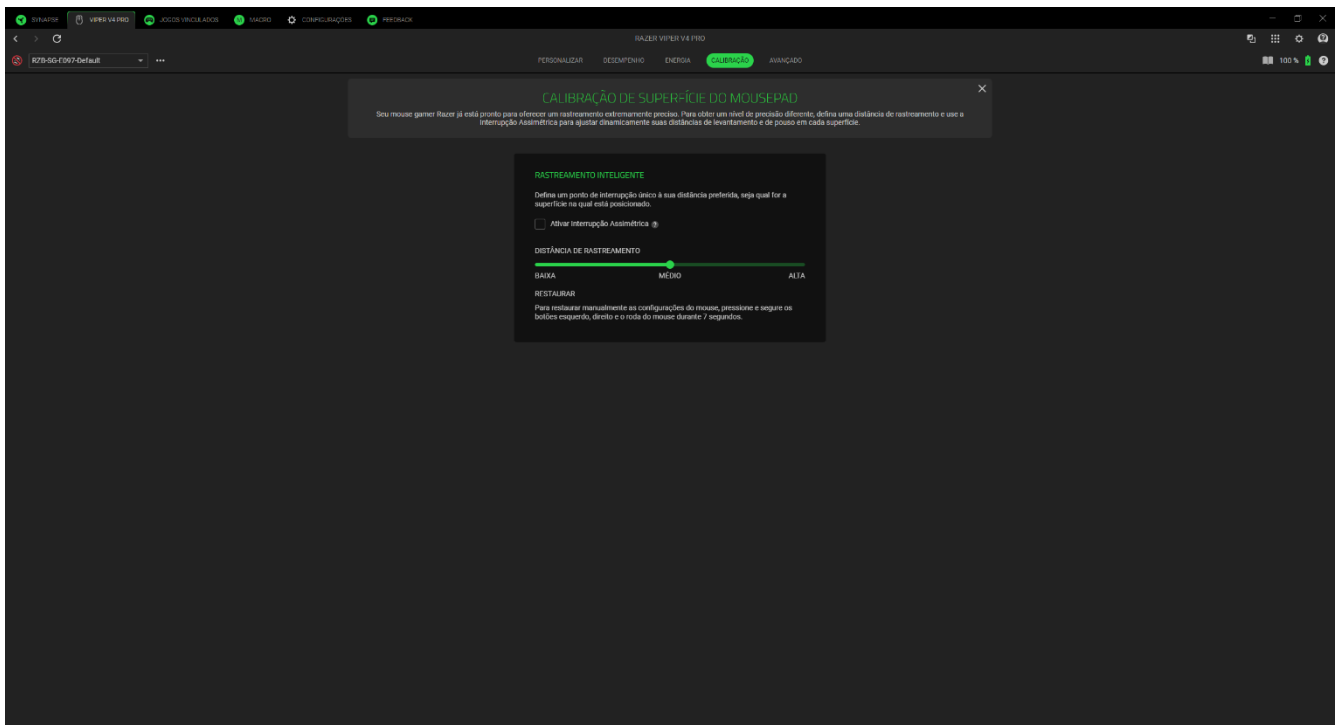 SYNAPSE VIPER V4 PRO JOGOS VINCULADOS MACRO CONFIGURAÇÕES FEEDBACK
RAZER VIPER V4 PRO
RZB-SG-E097-Default
PERSONALIZAR DESEMPENHO ENERGIA CALIBRAÇÃO AVANÇADO
100 %
CALIBRAÇÃO DE SUPERFÍCIE DO MOUSEPAD
Seu mouse gamer Razer já está pronto para oferecer um rastreamento extremamente preciso. Para obter um nível de precisão diferente, defina uma distância de rastreamento e use a
Interrupção Assimétrica para ajustar dinamicamente suas distâncias de levantamento e de pouso em cada superfície.
RASTREAMENTO INTELIGENTE
Defina um ponto de interrupção único à sua distância preferida, seja qual for a
superfície na qual está posicionado.
Ativar Interrupção Assimétrica ?
DISTÂNCIA DE RASTREAMENTO
BAIXA MÉDIO ALTA
RESTAURAR
Para restaurar manualmente as configurações do mouse, pressione e segure os
botões esquerdo, direito e o roda do mouse durante 7 segundos.